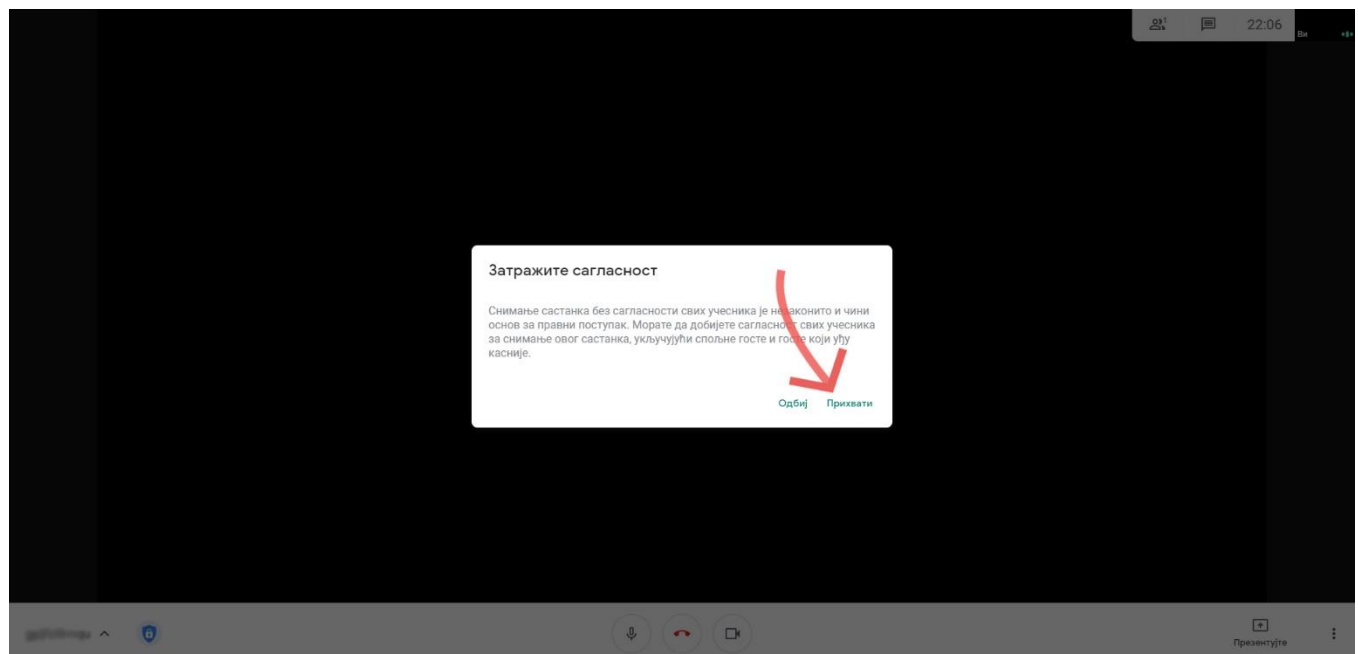 1
22:06
Ви
Затражите сагласност
Снимање састанка без сагласности свих учесника је незаконито и чини
основ за правни поступак. Морате да добијете сагласност свих учесника
за снимање овог састанка, укључујући спољне госте и госте који уђу
касније.
Одбиј Прихвати
Презентујте